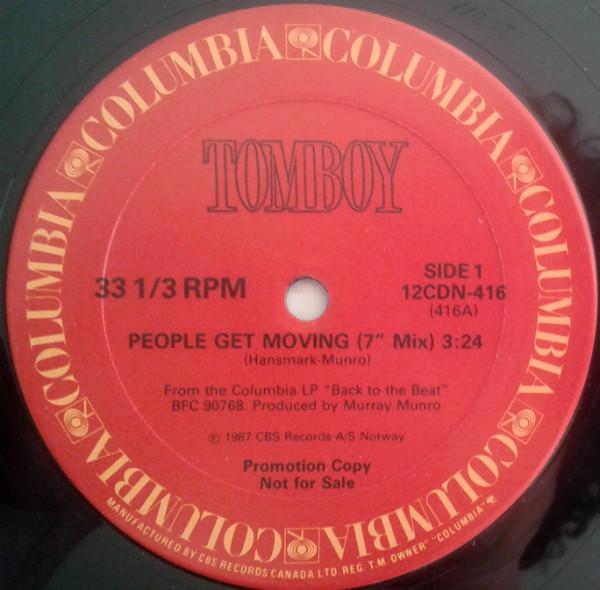 COLUMBIA COLUMBIA COLUMBIA COLUMBIA COLUMBIA COLUMBIA COLUMBIA COLUMBIA
TOMBOY
33 1/3 RPM
SIDE 1
12CDN-416
(416A)
PEOPLE GET MOVING (7" Mix) 3:24
(Hansmark-Munro)
From the Columbia LP "Back to the Beat"
BFC 90768. Produced by Murray Munro
℗ 1987 CBS Records A/S Norway
Promotion Copy
Not for Sale
MANUFACTURED BY CBS RECORDS CANADA LTD. REG. T.M. OWNER "COLUMBIA"